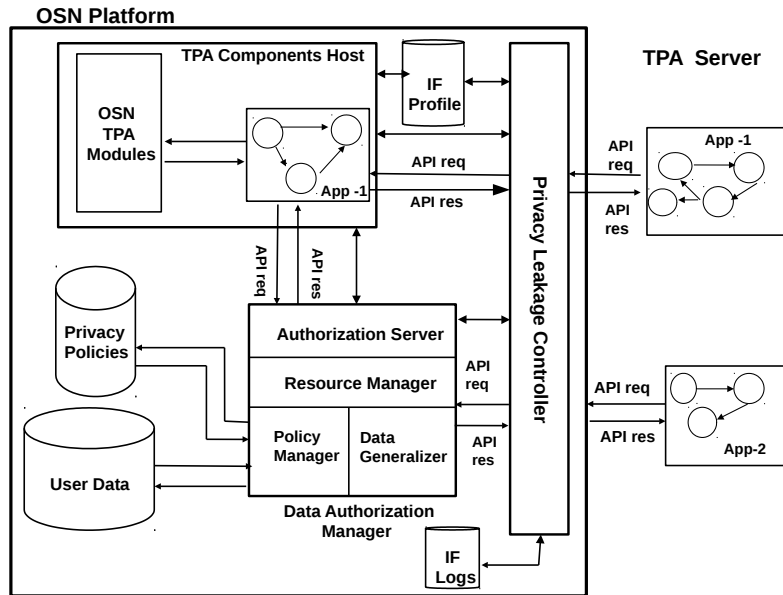 OSN Platform
TPA Components Host
OSN
TPA
Modules
App -1
IF
Profile
TPA Server
API
req
App -1
API
res
API req
API res
Privacy Leakage Controller
API req
API res
Privacy
Policies
Authorization Server
Resource Manager
Policy
Manager
Data
Generalizer
API
req
API
res
User Data
Data Authorization
Manager
IF
Logs
API req
API res
App-2